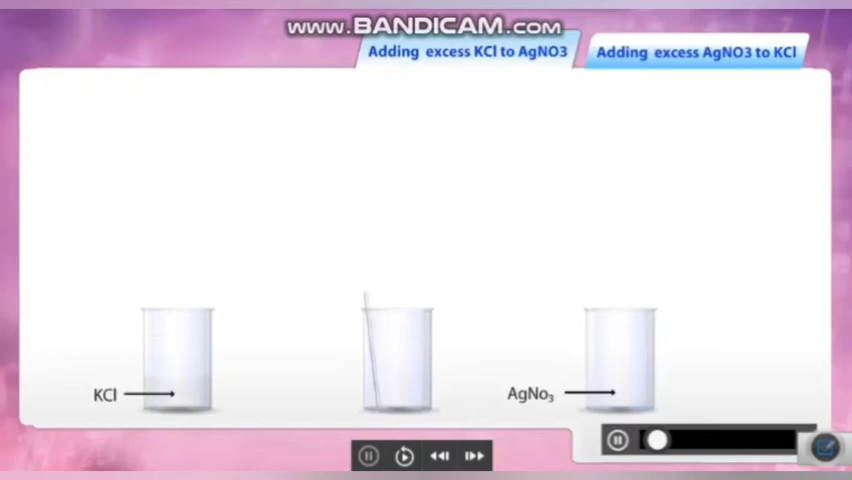 www.BANDICAM.com
Adding excess KCl to AgNO3
Adding excess AgNO3 to KCl
KCl
AgNo₃